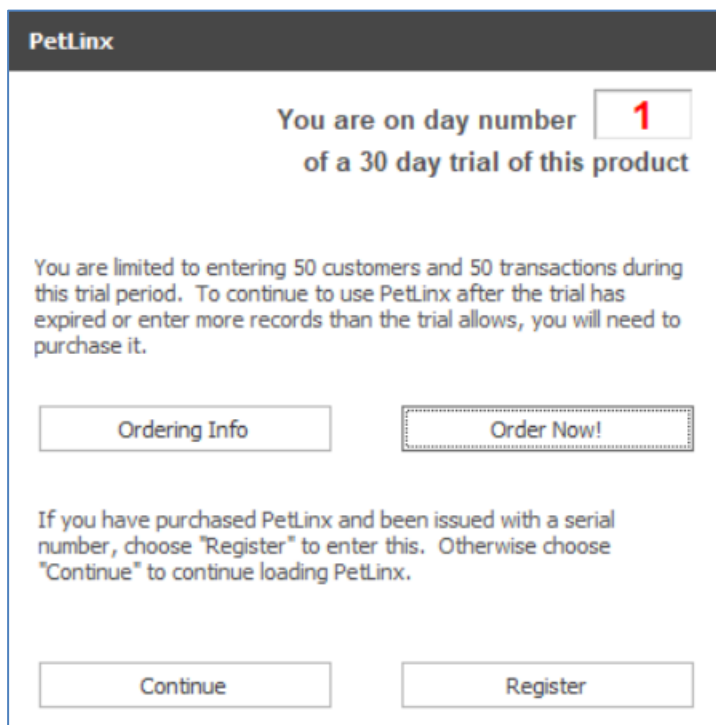 PetLinx
You are on day number 1
of a 30 day trial of this product
You are limited to entering 50 customers and 50 transactions during
this trial period.  To continue to use PetLinx after the trial has
expired or enter more records than the trial allows, you will need to
purchase it.
Ordering Info
Order Now!
If you have purchased PetLinx and been issued with a serial
number, choose "Register" to enter this.  Otherwise choose
"Continue" to continue loading PetLinx.
Continue
Register